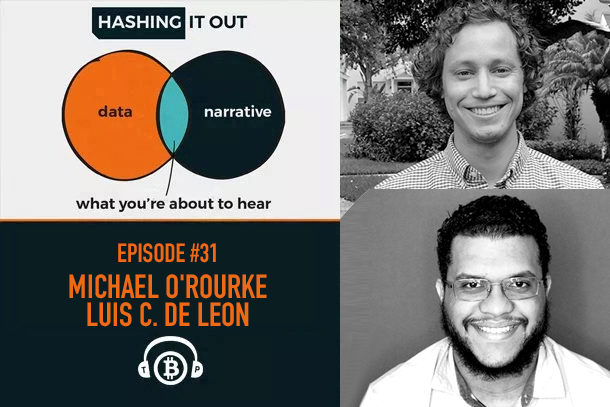 HASHING IT OUT
data
narrative
what you're about to hear
EPISODE #31
MICHAEL O'ROURKE
LUIS C. DE LEON
T ₿ P